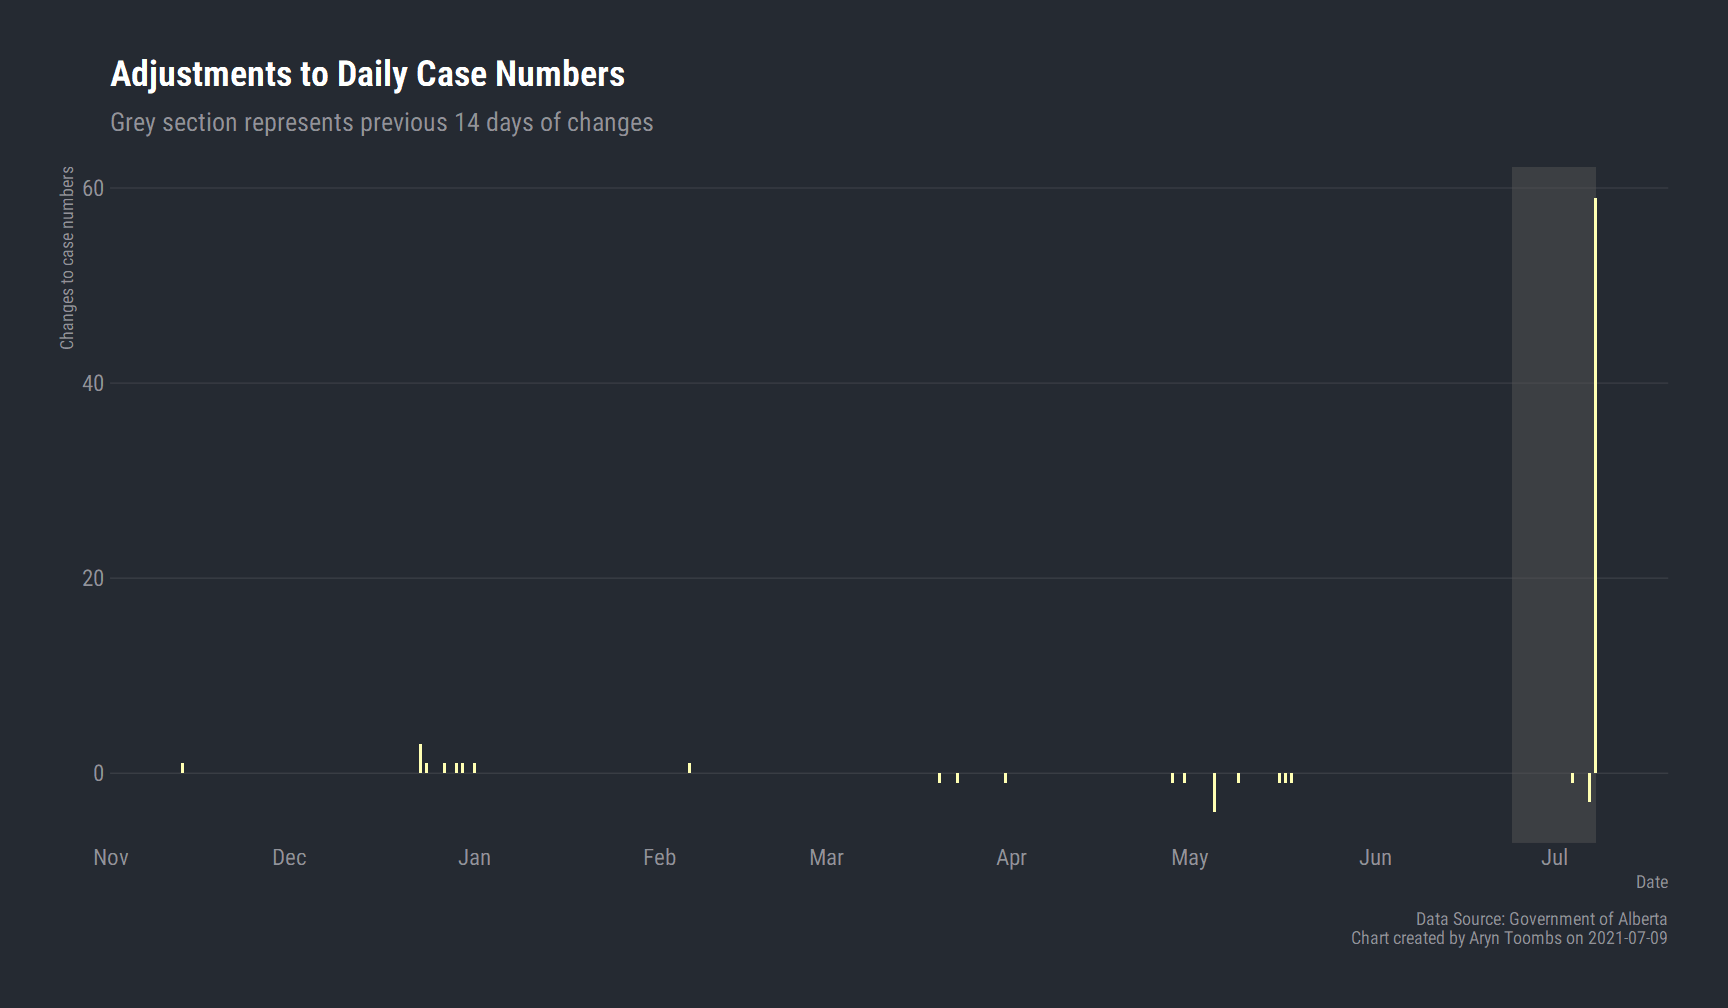 Adjustments to Daily Case Numbers
Grey section represents previous 14 days of changes
Changes to case numbers
60
40
20
0
Nov Dec Jan Feb Mar Apr May Jun Jul
Date
Data Source: Government of Alberta
Chart created by Aryn Toombs on 2021-07-09